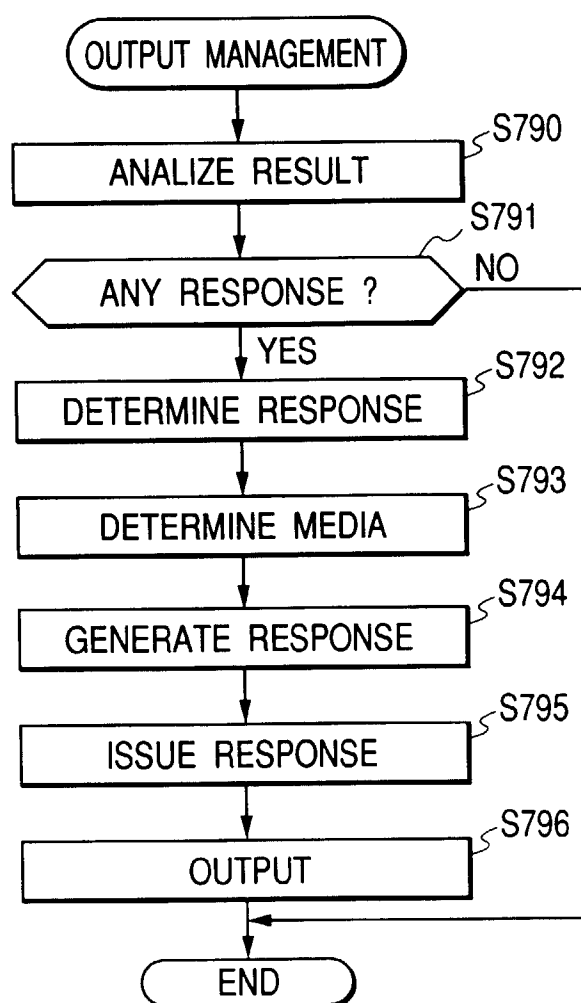 OUTPUT MANAGEMENT
S790
ANALIZE RESULT
S791
ANY RESPONSE ?
NO
YES
S792
DETERMINE RESPONSE
S793
DETERMINE MEDIA
S794
GENERATE RESPONSE
S795
ISSUE RESPONSE
S796
OUTPUT
END